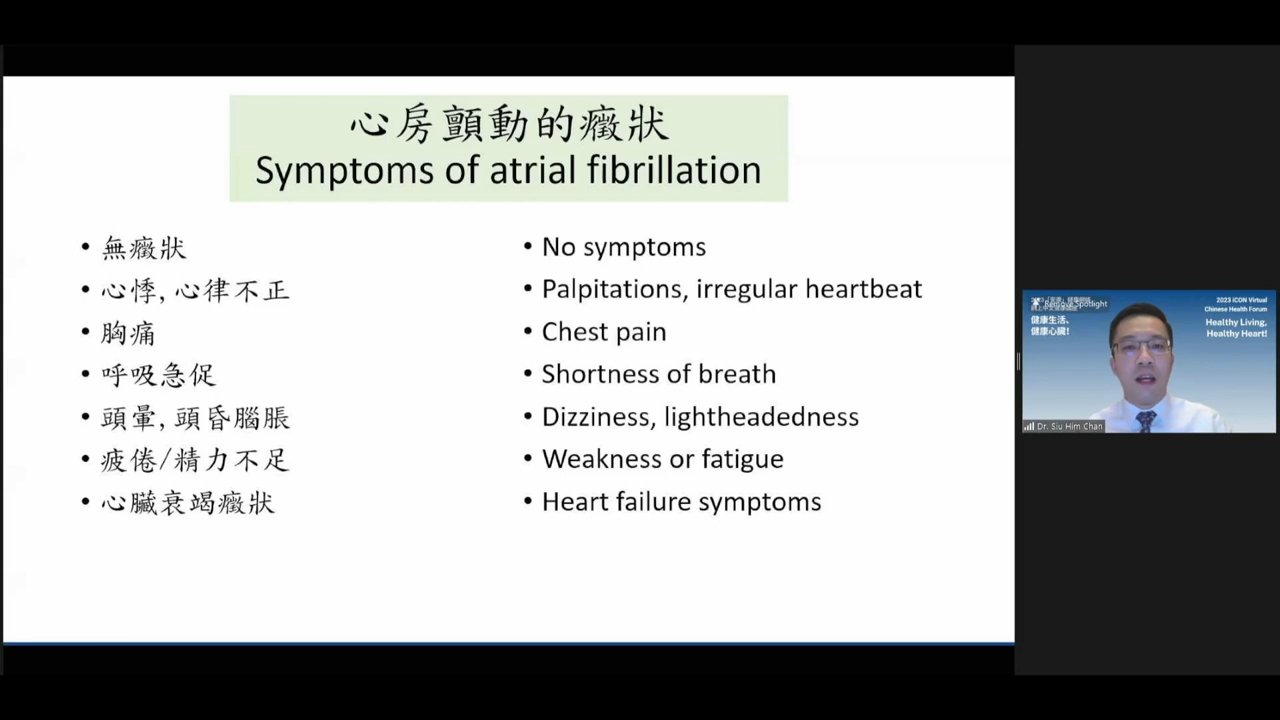 心房顫動的癥狀
Symptoms of atrial fibrillation
• 無癥狀
• 心悸, 心律不正
• 胸痛
• 呼吸急促
• 頭暈, 頭昏腦脹
• 疲倦/精力不足
• 心臟衰竭癥狀
• No symptoms
• Palpitations, irregular heartbeat
• Chest pain
• Shortness of breath
• Dizziness, lightheadedness
• Weakness or fatigue
• Heart failure symptoms
Remove Spotlight
健康生活、
健康心臟!
2023 iCON Virtual
Chinese Health Forum
Healthy Living,
Healthy Heart!
Dr. Siu Him Chan